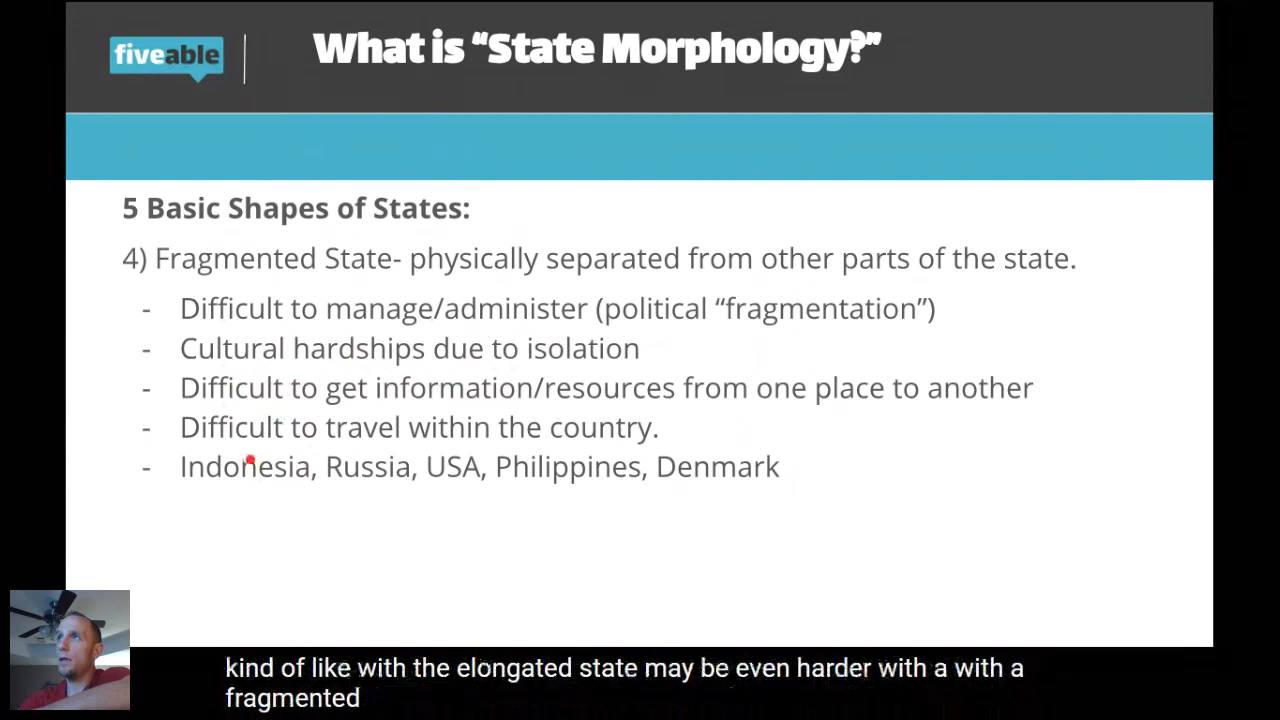 fiveable
What is “State Morphology?”
5 Basic Shapes of States:
4) Fragmented State- physically separated from other parts of the state.
- Difficult to manage/administer (political “fragmentation”)
- Cultural hardships due to isolation
- Difficult to get information/resources from one place to another
- Difficult to travel within the country.
- Indonesia, Russia, USA, Philippines, Denmark
kind of like with the elongated state may be even harder with a with a
fragmented